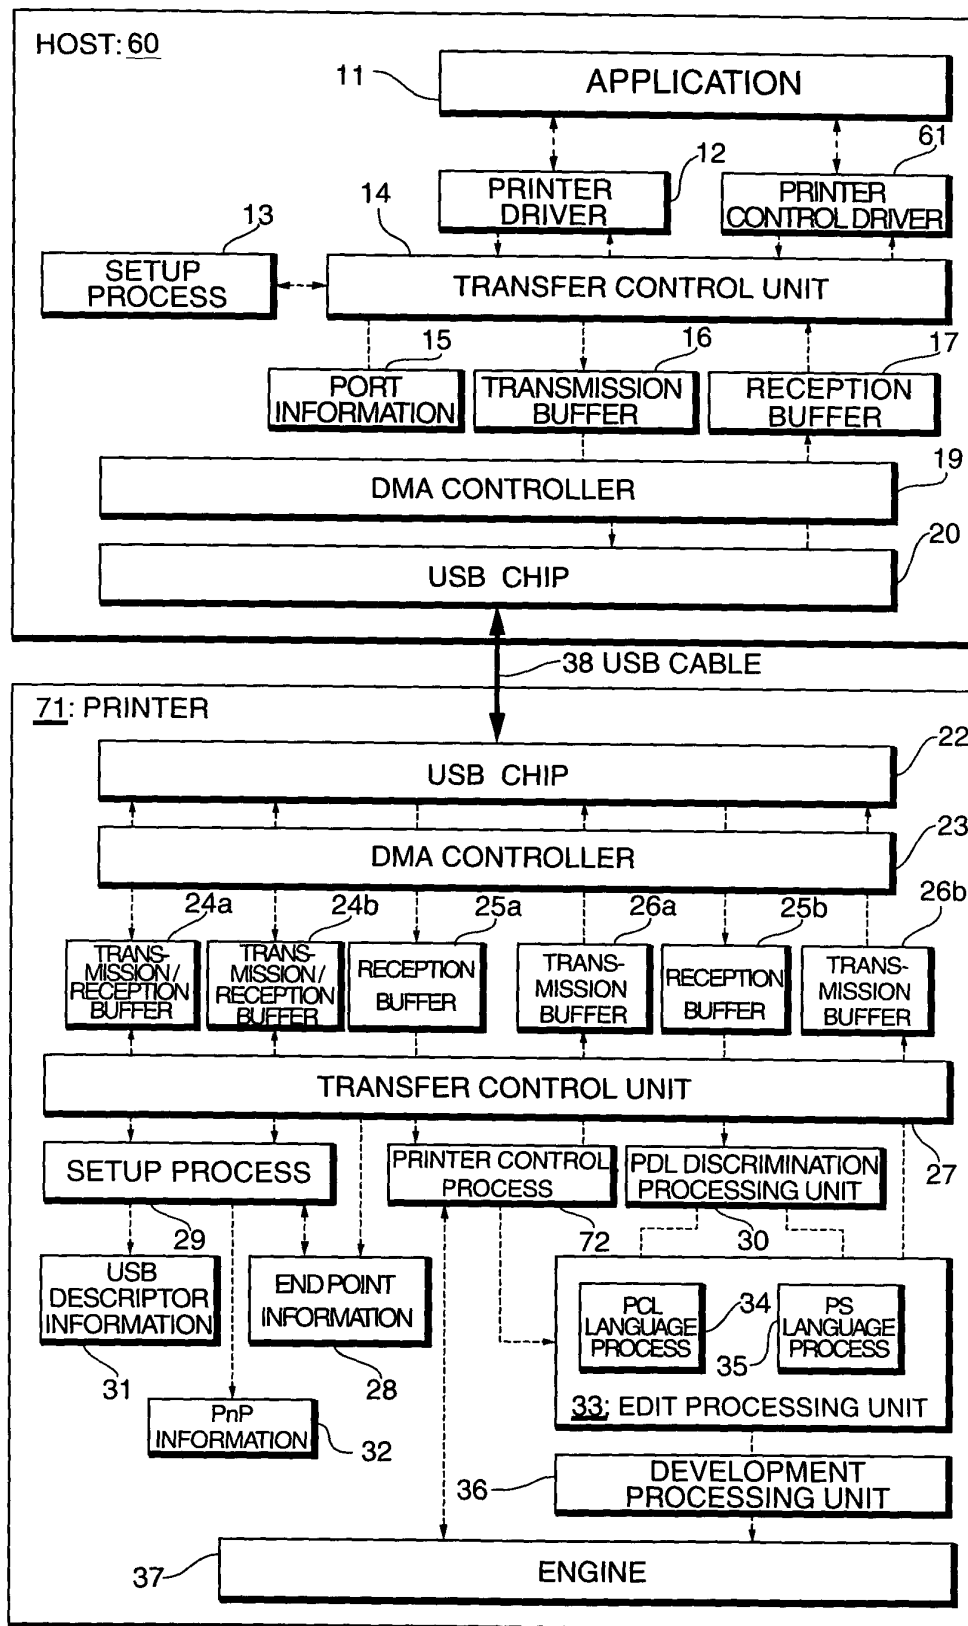 HOST: 60
11
APPLICATION
61
12
PRINTER
DRIVER
PRINTER
CONTROL DRIVER
14
13
SETUP
PROCESS
TRANSFER CONTROL UNIT
15
16
17
PORT
INFORMATION
TRANSMISSION
BUFFER
RECEPTION
BUFFER
19
DMA CONTROLLER
20
USB CHIP
38 USB CABLE
71: PRINTER
22
USB CHIP
23
DMA CONTROLLER
24a
24b
25a
26a
25b
26b
TRANS-
MISSION/
RECEPTION
BUFFER
TRANS-
MISSION/
RECEPTION
BUFFER
RECEPTION
BUFFER
TRANS-
MISSION
BUFFER
RECEPTION
BUFFER
TRANS-
MISSION
BUFFER
TRANSFER CONTROL UNIT
27
SETUP PROCESS
29
PRINTER CONTROL
PROCESS
72
PDL DISCRIMINATION
PROCESSING UNIT
30
USB
DESCRIPTOR
INFORMATION
31
END POINT
INFORMATION
28
PCL
LANGUAGE
PROCESS
34
PS
LANGUAGE
PROCESS
35
33; EDIT PROCESSING UNIT
PnP
INFORMATION
32
36
DEVELOPMENT
PROCESSING UNIT
37
ENGINE